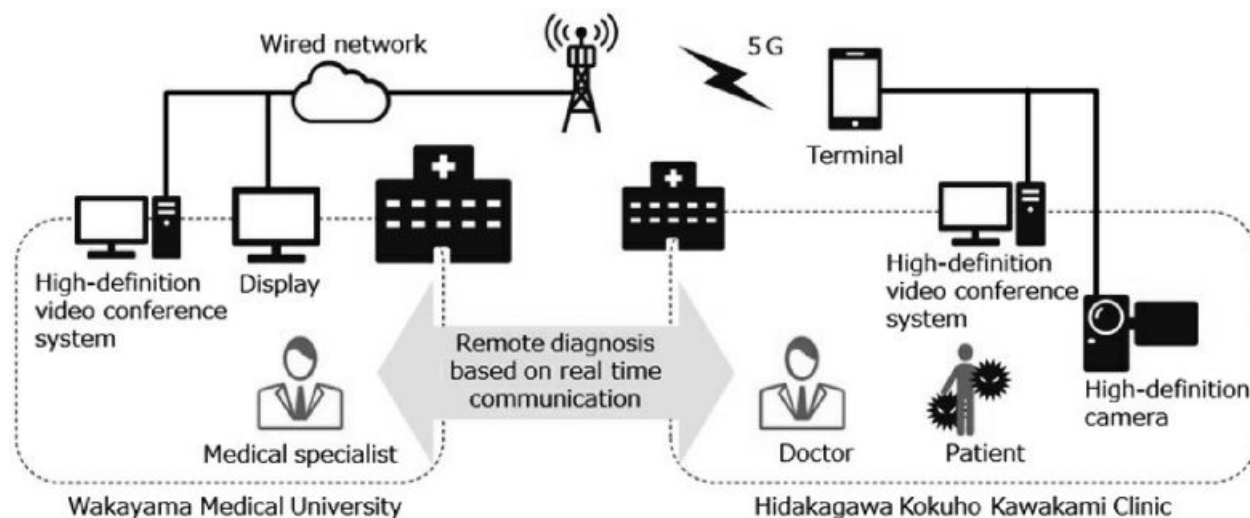 Wired network
5G
Terminal
High-definition
video conference
system
Display
High-definition
video conference
system
High-definition
camera
Remote diagnosis
based on real time
communication
Medical specialist
Doctor
Patient
Wakayama Medical University
Hidakagawa Kokuho Kawakami Clinic